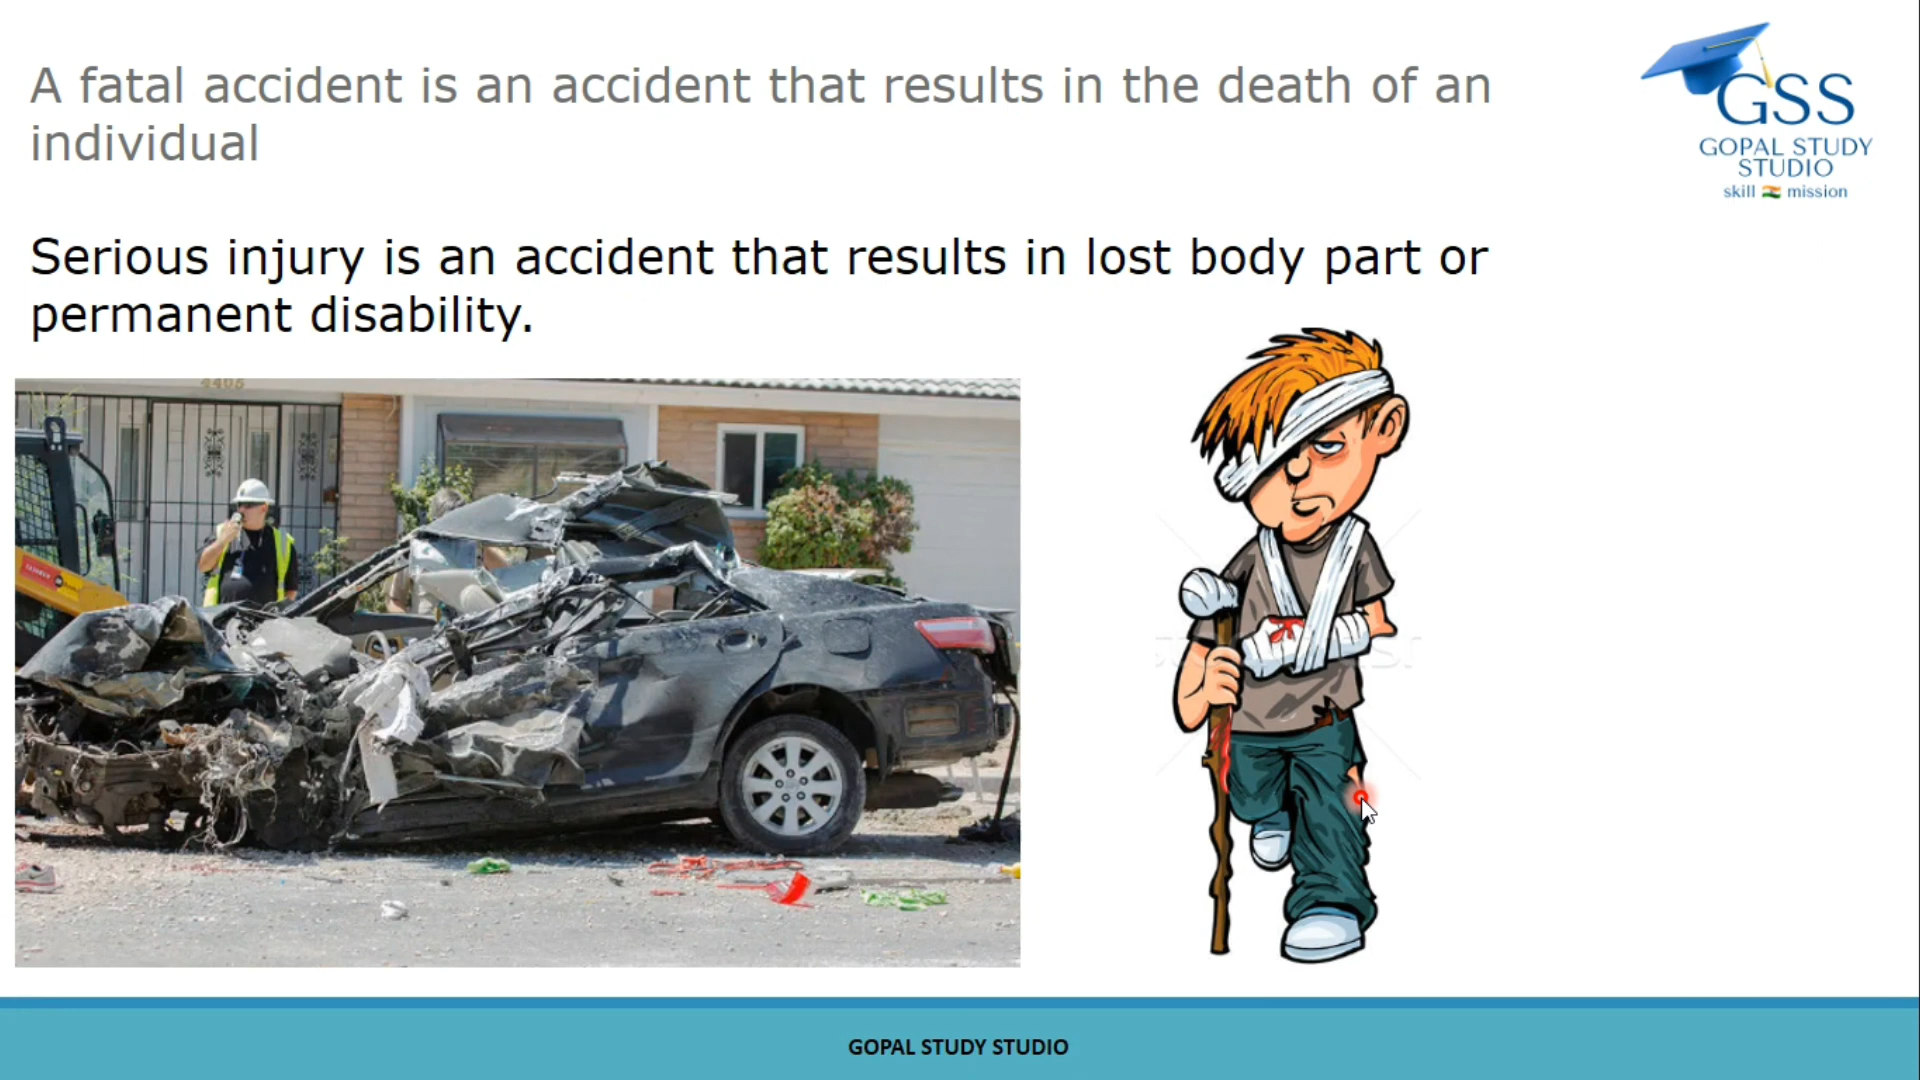 A fatal accident is an accident that results in the death of an
individual
GSS
GOPAL STUDY
STUDIO
skill mission
Serious injury is an accident that results in lost body part or
permanent disability.
4405
GOPAL STUDY STUDIO